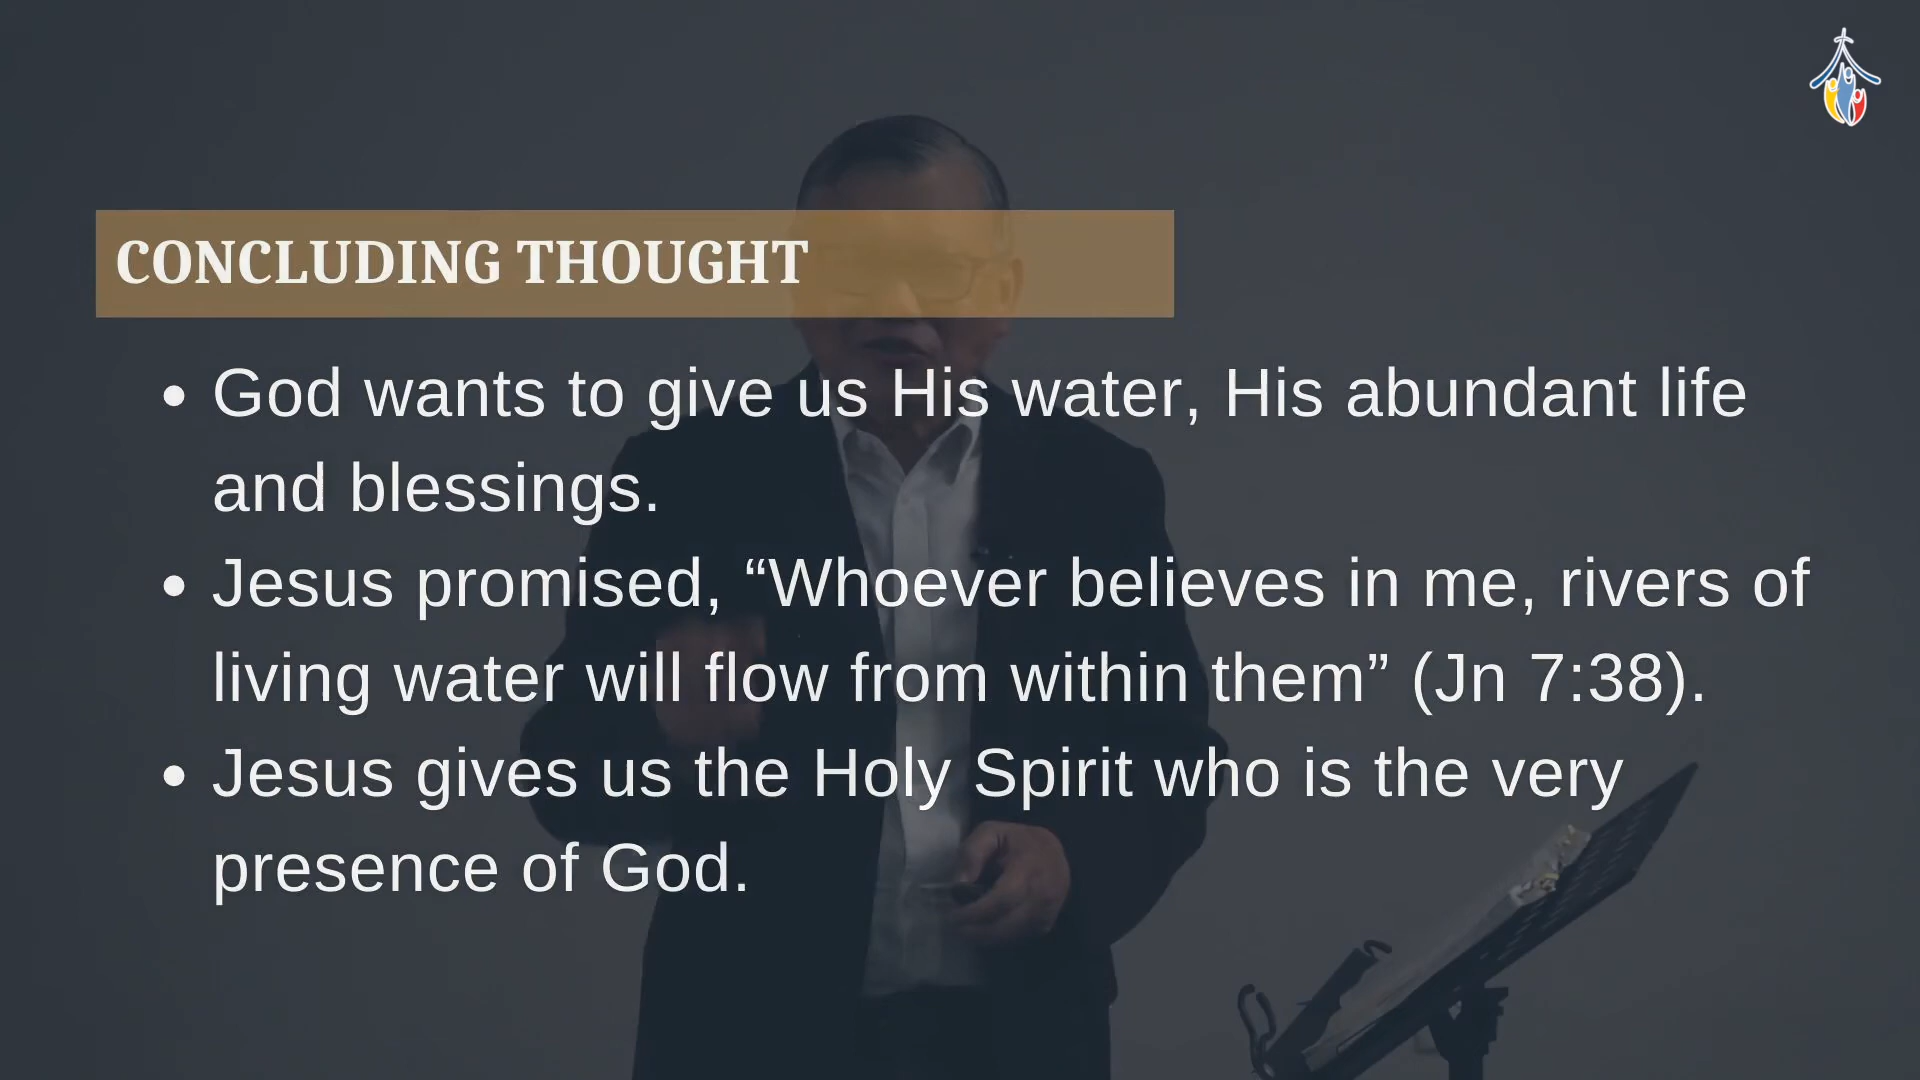 CONCLUDING THOUGHT
• God wants to give us His water, His abundant life
and blessings.
• Jesus promised, “Whoever believes in me, rivers of
living water will flow from within them” (Jn 7:38).
• Jesus gives us the Holy Spirit who is the very
presence of God.